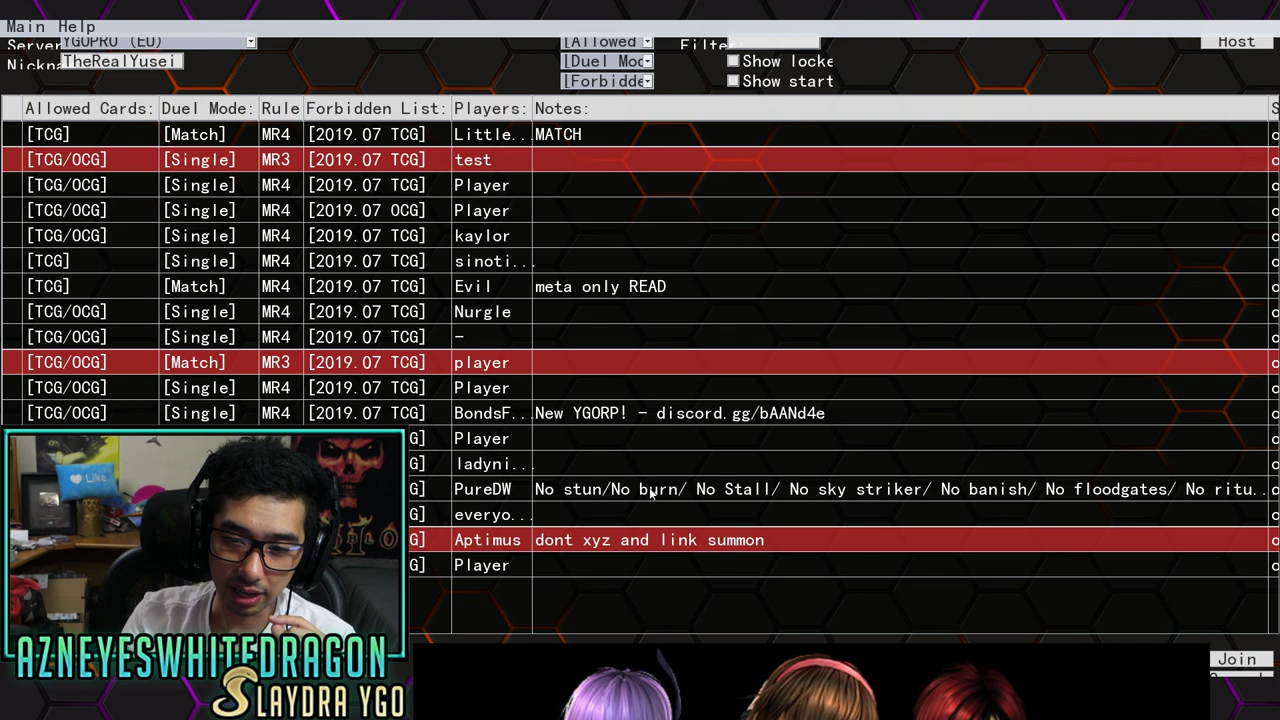 Main Help
Server YGOPRO (EU) [Allowed Filter: Host
Nickna TheRealYusei [Duel Mod Show locke
[Forbidde Show start
Allowed Cards: Duel Mode: Rule Forbidden List: Players: Notes: S
[TCG] [Match] MR4 [2019.07 TCG] Little... MATCH
[TCG/OCG] [Single] MR3 [2019.07 TCG] test
[TCG/OCG] [Single] MR4 [2019.07 TCG] Player
[TCG/OCG] [Single] MR4 [2019.07 OCG] Player
[TCG/OCG] [Single] MR4 [2019.07 TCG] kaylor
[TCG] [Single] MR4 [2019.07 TCG] sinoti...
[TCG] [Match] MR4 [2019.07 TCG] Evil meta only READ
[TCG/OCG] [Single] MR4 [2019.07 TCG] Nurgle
[TCG/OCG] [Single] MR4 [2019.07 TCG] -
[TCG/OCG] [Match] MR3 [2019.07 TCG] player
[TCG/OCG] [Single] MR4 [2019.07 TCG] Player
[TCG/OCG] [Single] MR4 [2019.07 TCG] BondsF... New YGORP! - discord.gg/bAANd4e
G] Player
G] ladyni...
G] PureDW No stun/No burn/ No Stall/ No sky striker/ No banish/ No floodgates/ No ritu...
G] everyo...
G] Aptimus dont xyz and link summon
G] Player
Like
AZNEYESWHITEDRAGON
SLAYDRA YGO
Join